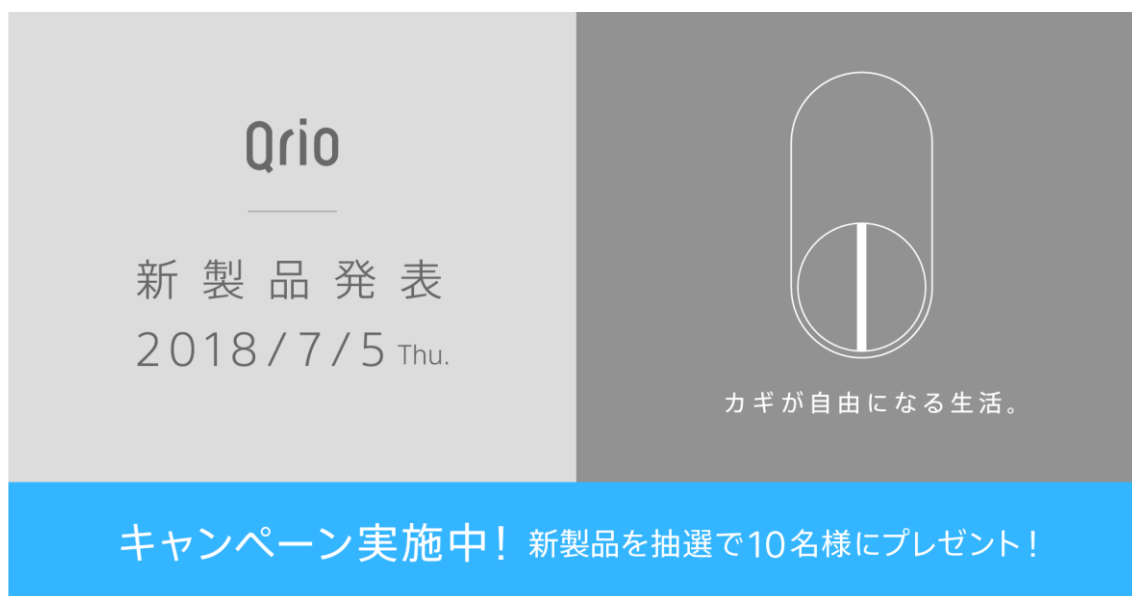 Qrio
新製品発表
2018/7/5 Thu.
カギが自由になる生活。
キャンペーン実施中! 新製品を抽選で10名様にプレゼント!